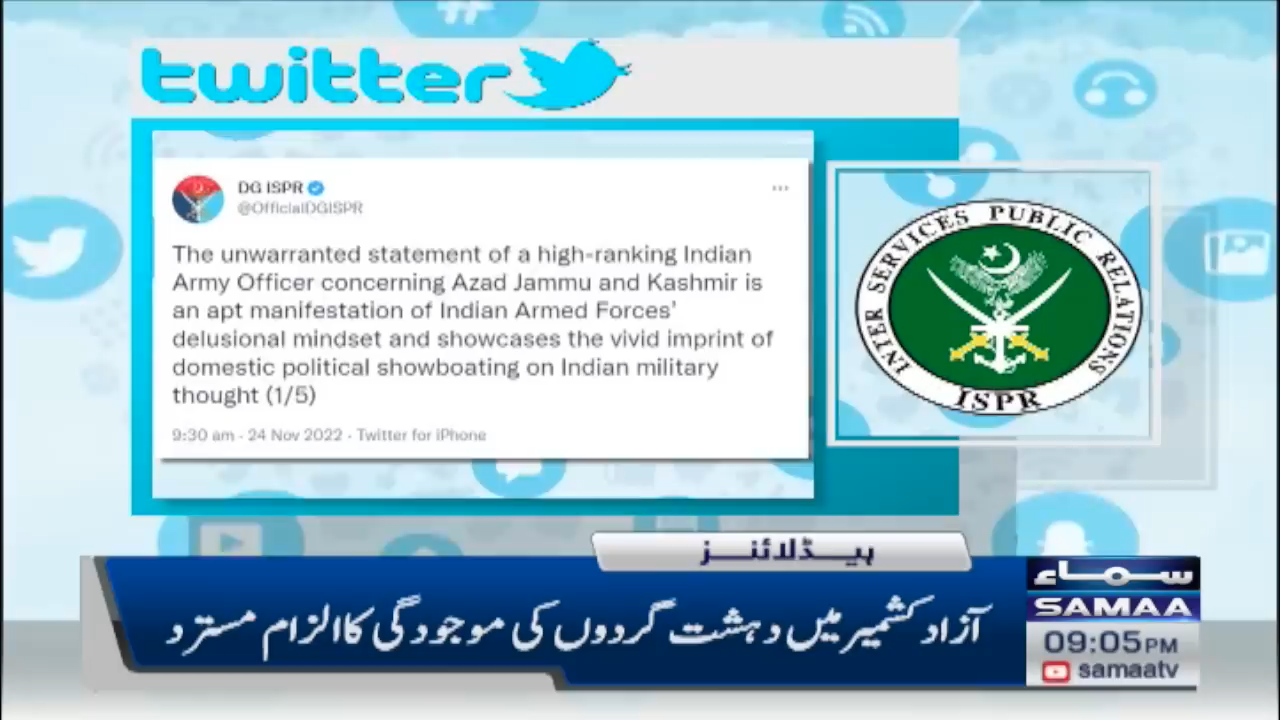 twitter
DG ISPR
@OfficialDGISPR
The unwarranted statement of a high-ranking Indian
Army Officer concerning Azad Jammu and Kashmir is
an apt manifestation of Indian Armed Forces'
delusional mindset and showcases the vivid imprint of
domestic political showboating on Indian military
thought (1/5)
9:30 am - 24 Nov 2022 - Twitter for iPhone
INTER SERVICES PUBLIC RELATIONS
ISPR
ہیڈلائنز
آزاد کشمیر میں دہشت گردوں کی موجودگی کا الزام مسترد
سماء
SAMAA
09:05 PM
samaatv